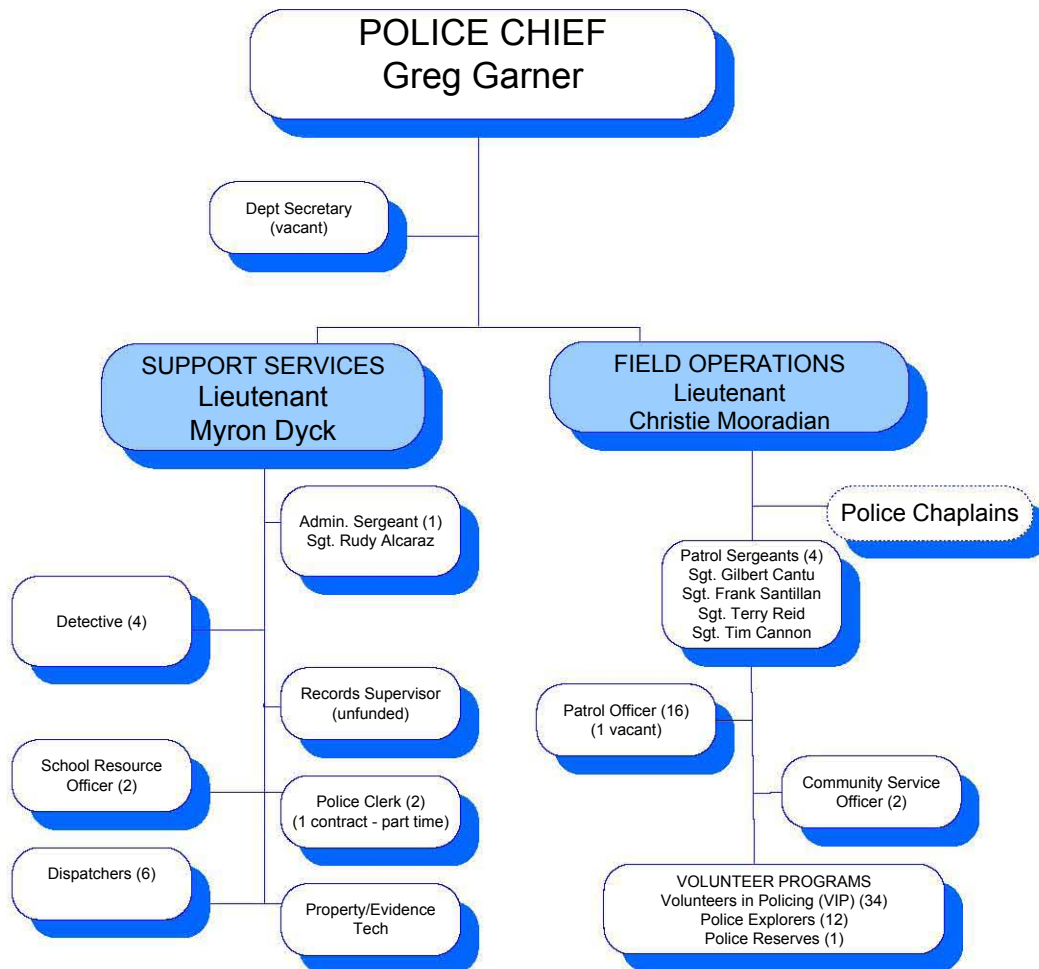 POLICE CHIEF
Greg Garner
Dept Secretary
(vacant)
SUPPORT SERVICES
Lieutenant
Myron Dyck
FIELD OPERATIONS
Lieutenant
Christie Mooradian
Admin. Sergeant (1)
Sgt. Rudy Alcaraz
Detective (4)
Records Supervisor
(unfunded)
School Resource
Officer (2)
Police Clerk (2)
(1 contract - part time)
Dispatchers (6)
Property/Evidence
Tech
Police Chaplains
Patrol Sergeants (4)
Sgt. Gilbert Cantu
Sgt. Frank Santillan
Sgt. Terry Reid
Sgt. Tim Cannon
Patrol Officer (16)
(1 vacant)
Community Service
Officer (2)
VOLUNTEER PROGRAMS
Volunteers in Policing (VIP) (34)
Police Explorers (12)
Police Reserves (1)